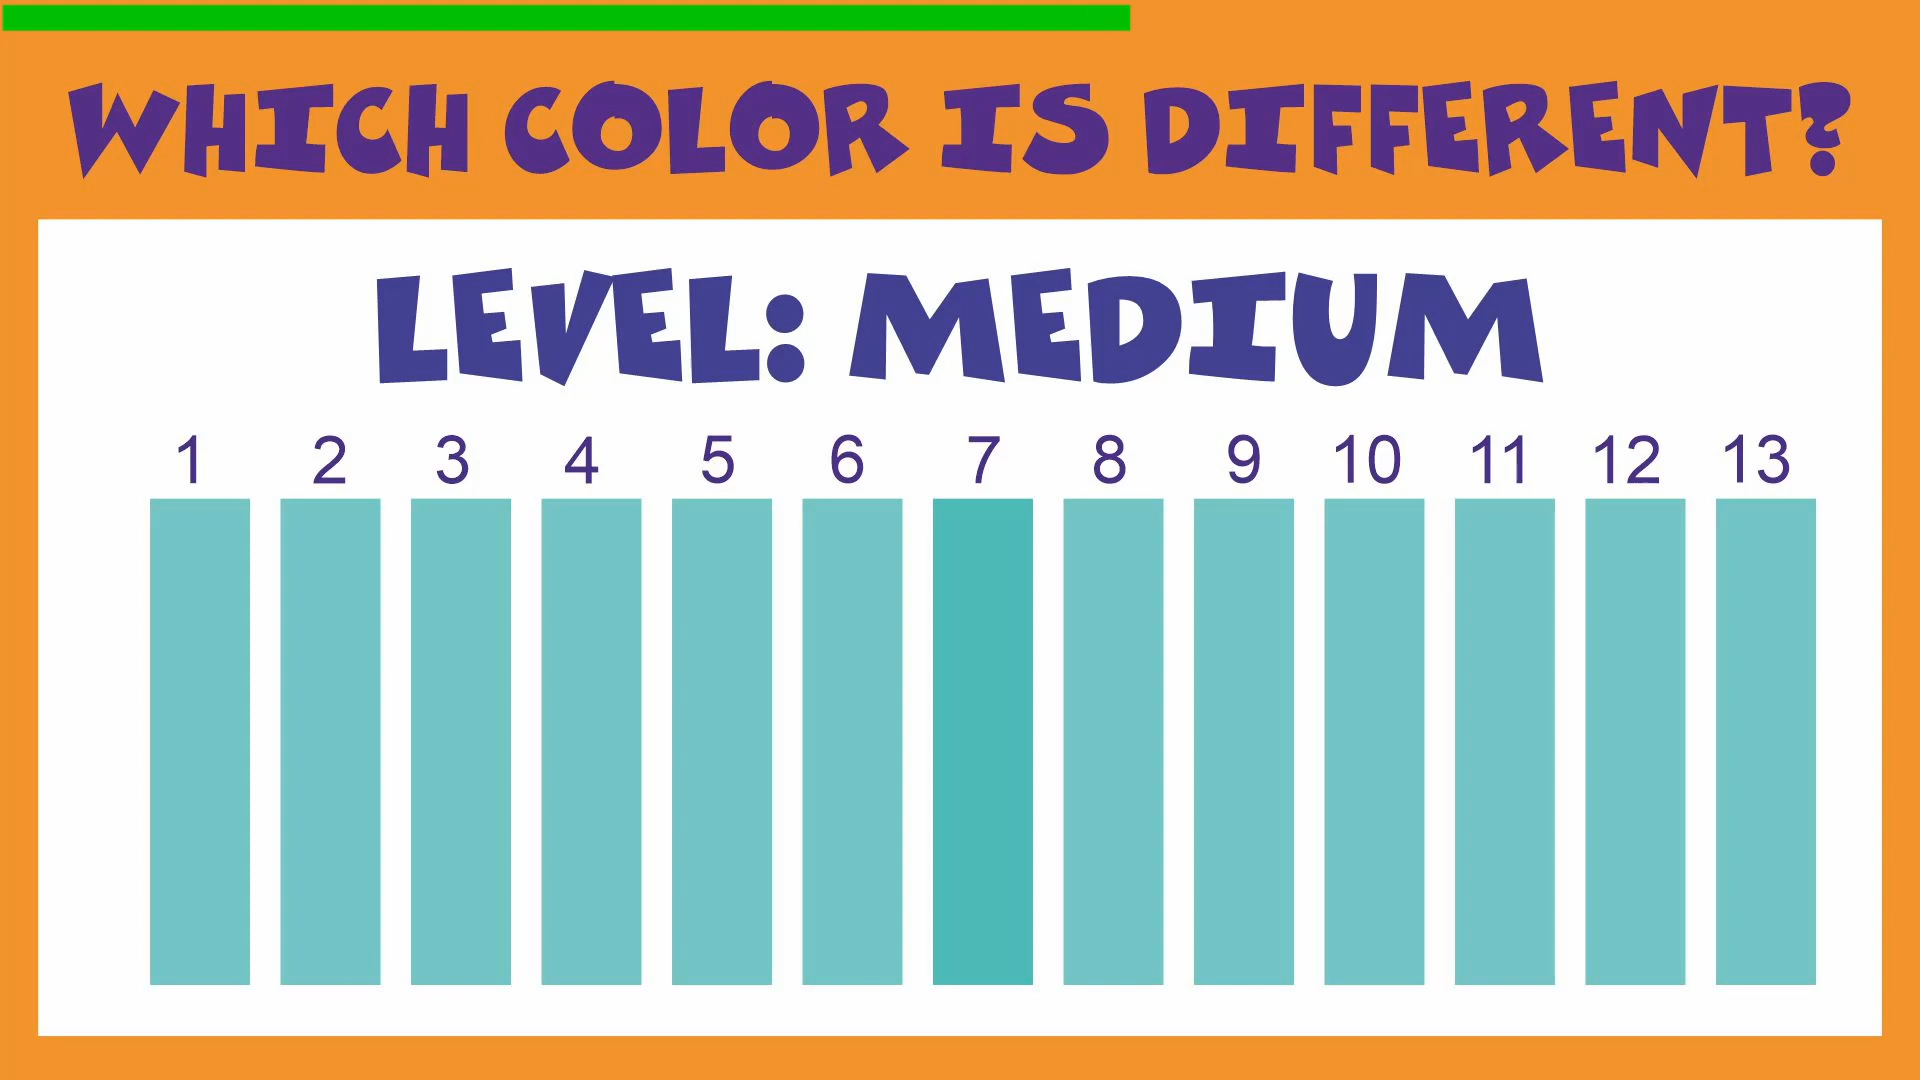 WHICH COLOR IS DIFFERENT?
LEVEL: MEDIUM
1 2 3 4 5 6 7 8 9 10 11 12 13